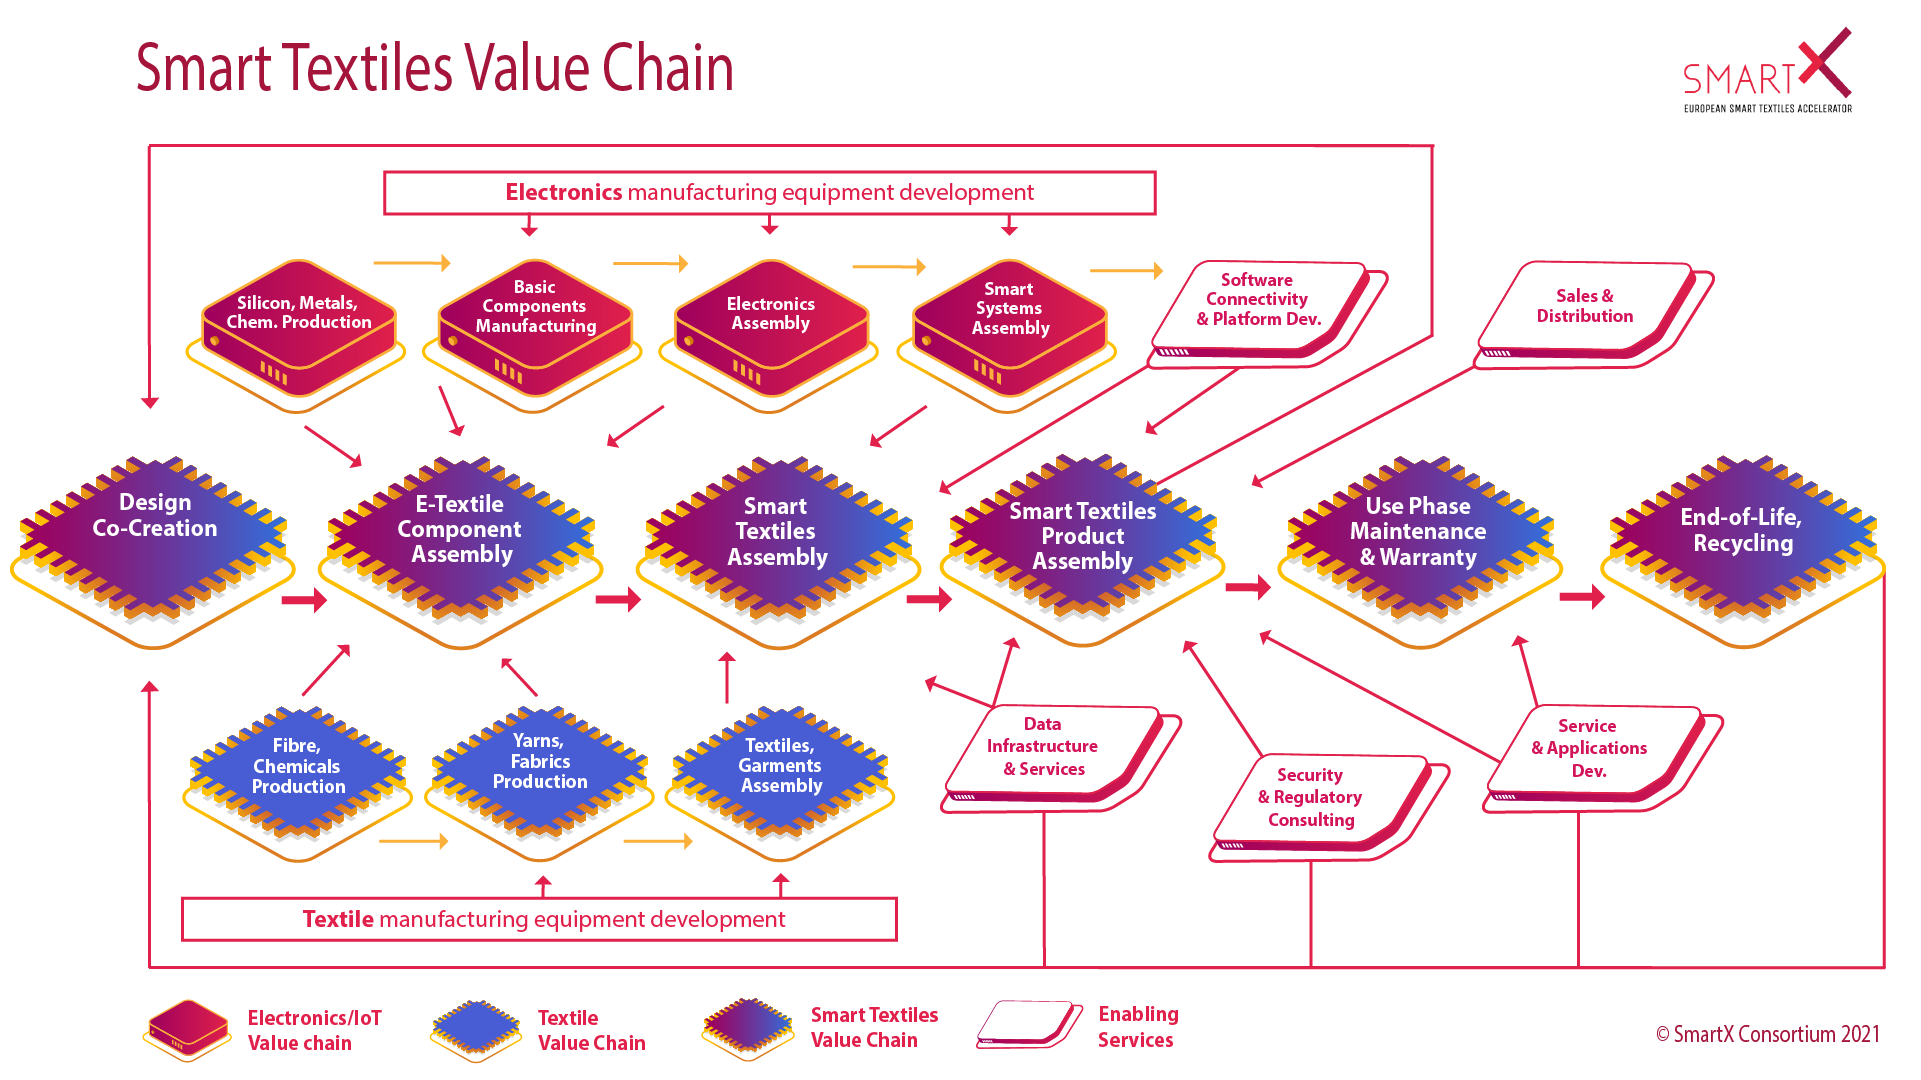 Smart Textiles Value Chain
SMARTX
EUROPEAN SMART TEXTILES ACCELERATOR
Electronics manufacturing equipment development
Silicon, Metals,
Chem. Production
Basic
Components
Manufacturing
Electronics
Assembly
Smart
Systems
Assembly
Software
Connectivity
& Platform Dev.
Sales &
Distribution
Design
Co-Creation
E-Textile
Component
Assembly
Smart
Textiles
Assembly
Smart Textiles
Product
Assembly
Use Phase
Maintenance
& Warranty
End-of-Life,
Recycling
Fibre,
Chemicals
Production
Yarns,
Fabrics
Production
Textiles,
Garments
Assembly
Data
Infrastructure
& Services
Security
& Regulatory
Consulting
Service
& Applications
Dev.
Textile manufacturing equipment development
Electronics/IoT
Value chain
Textile
Value Chain
Smart Textiles
Value Chain
Enabling
Services
© SmartX Consortium 2021